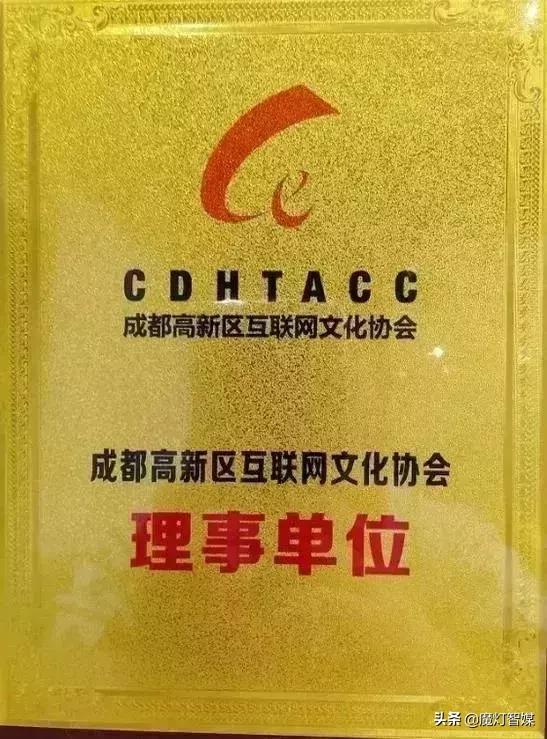 Ce
CDHTACC
成都高新区互联网文化协会
成都高新区互联网文化协会
理事单位
头条 @魔灯智媒